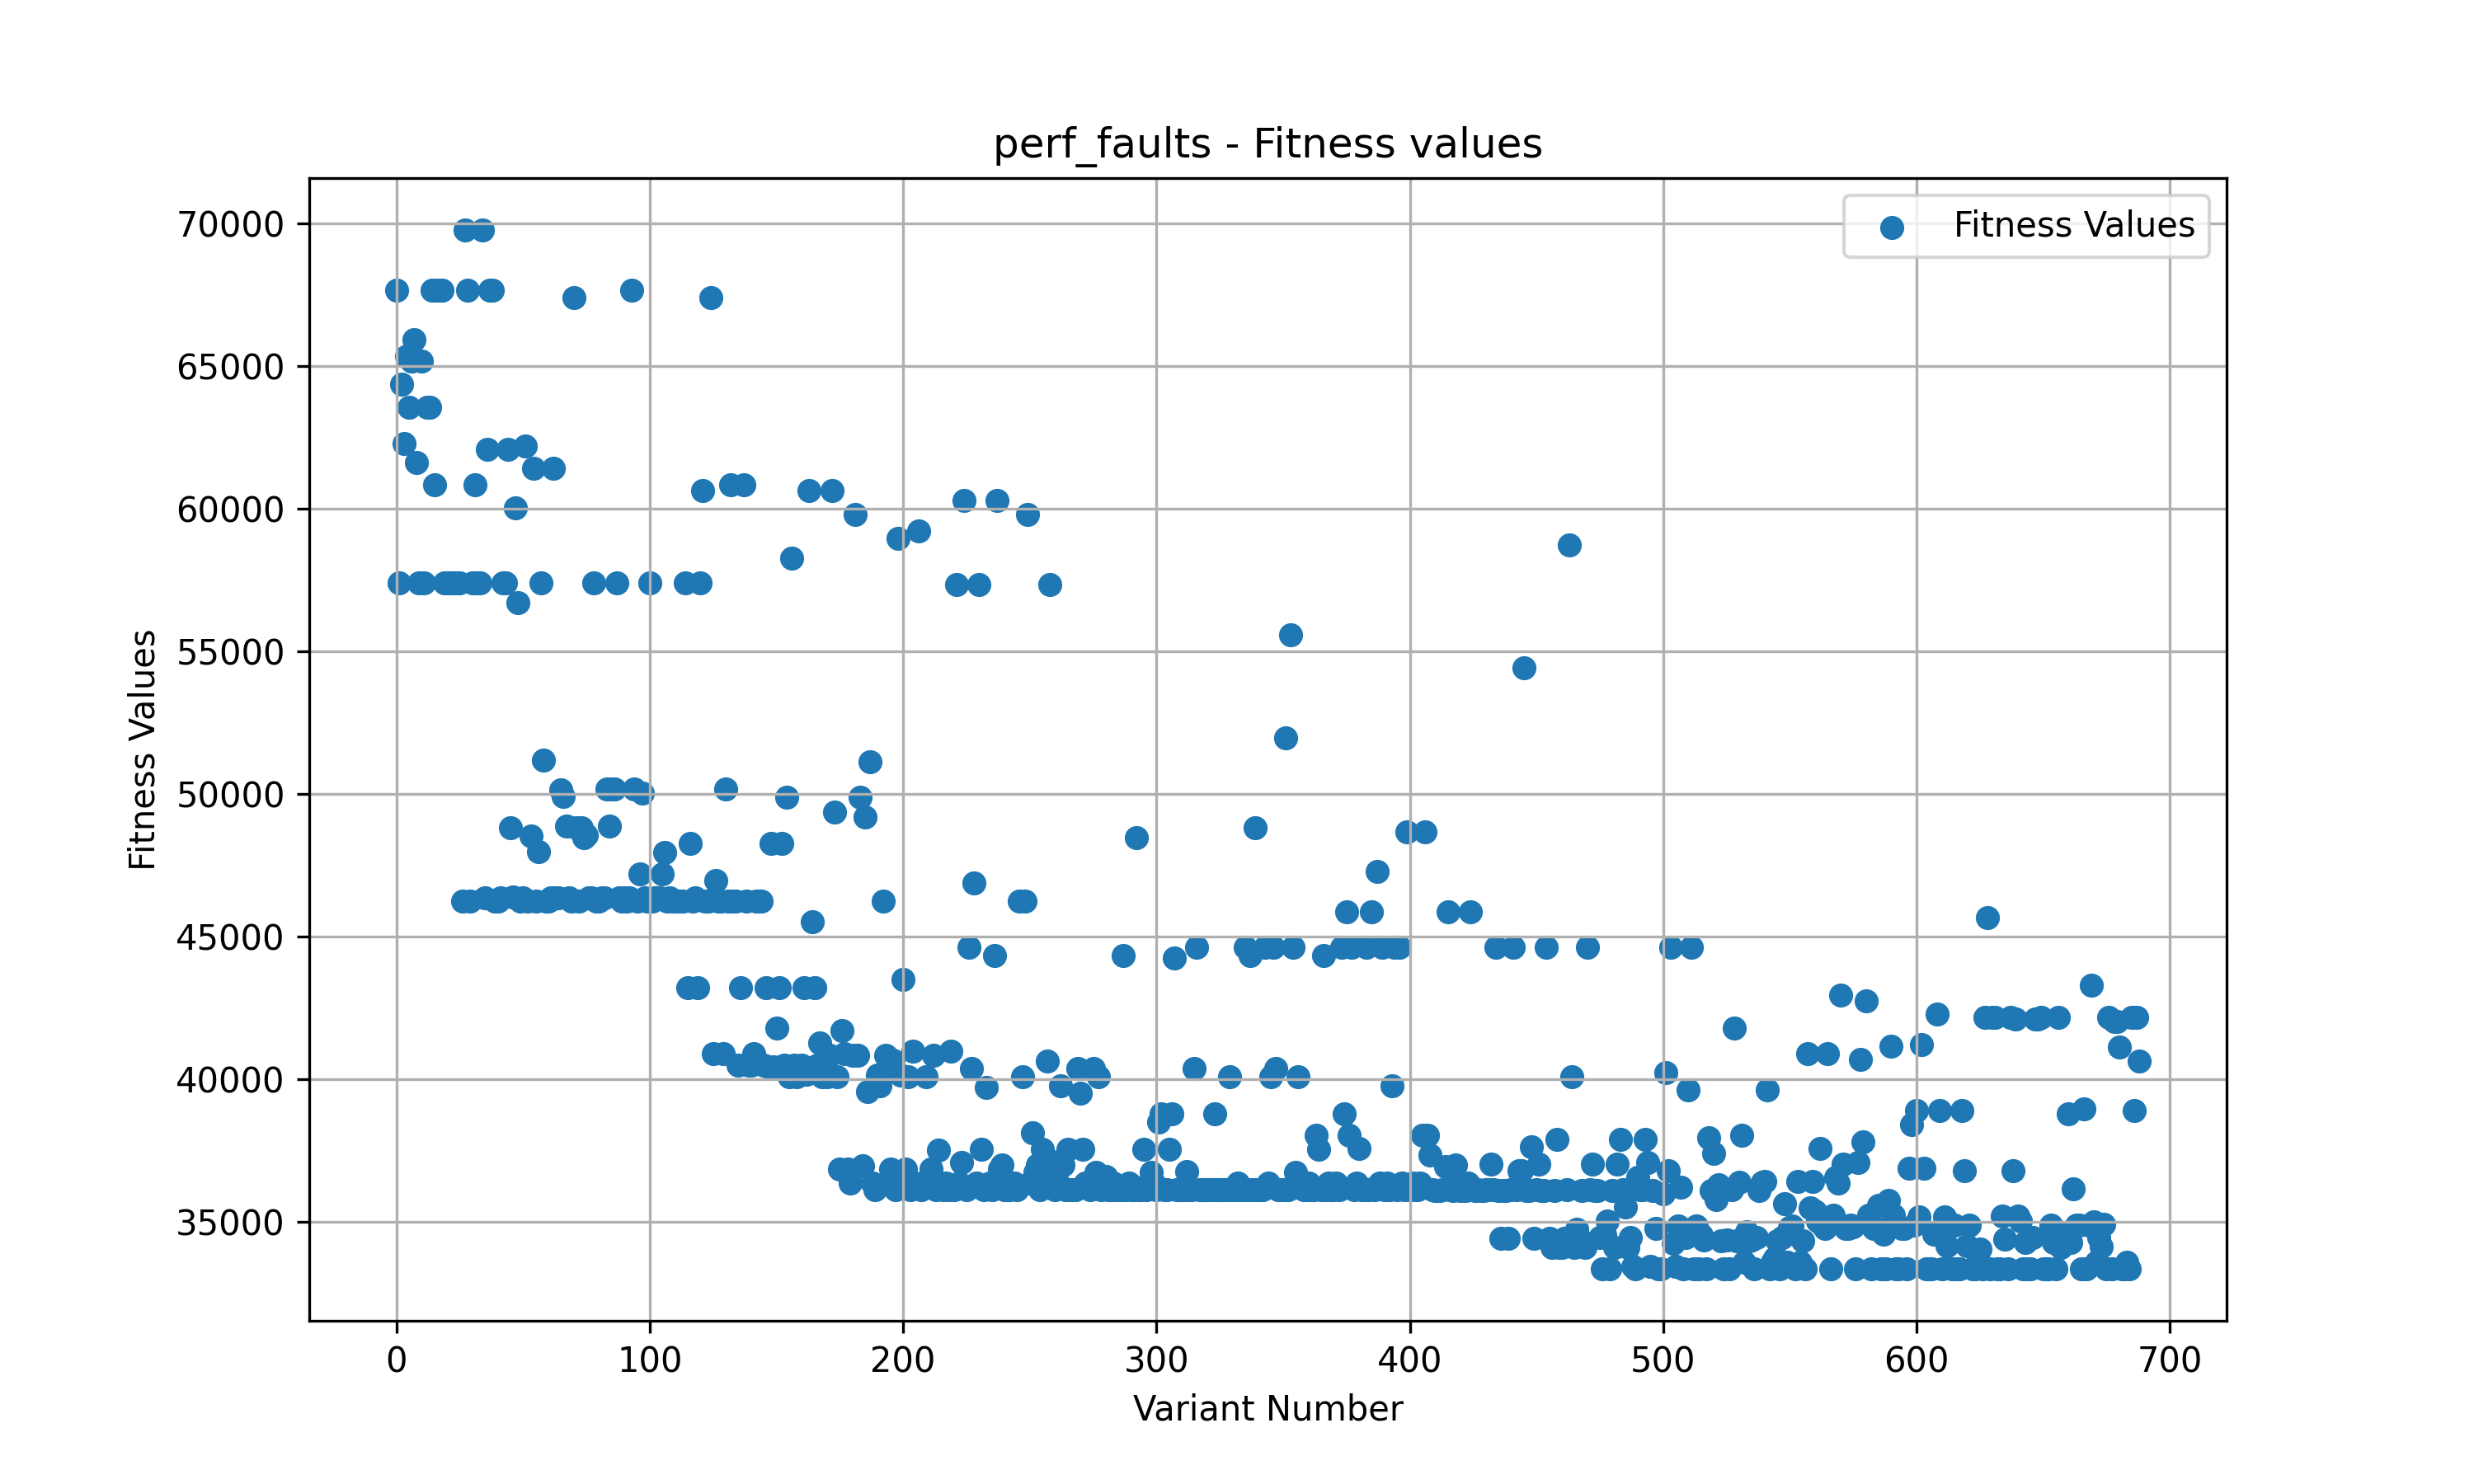 perf_faults - Fitness values
Fitness Values
70000
65000
60000
55000
50000
45000
40000
35000
Fitness Values
0 100 200 300 400 500 600 700
Variant Number